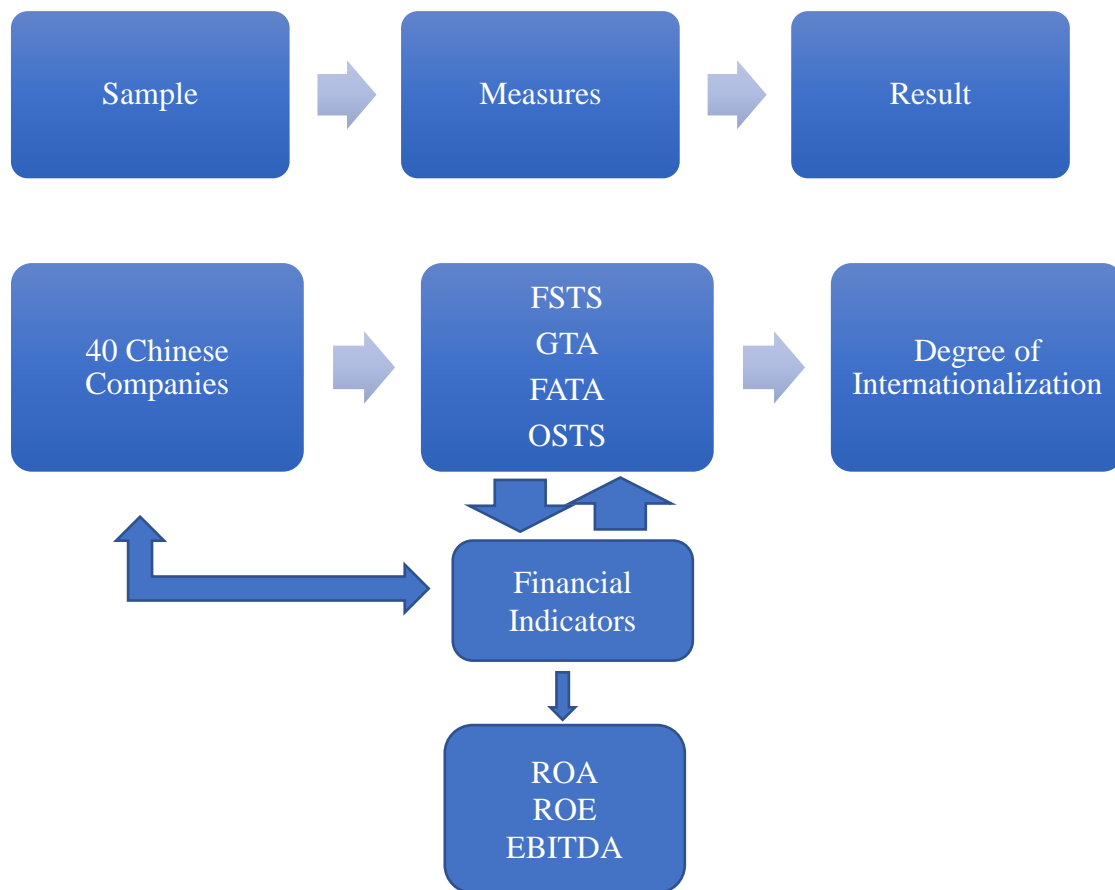 Sample
Measures
Result
40 Chinese
Companies
FSTS
GTA
FATA
OSTS
Degree of
Internationalization
Financial
Indicators
ROA
ROE
EBITDA